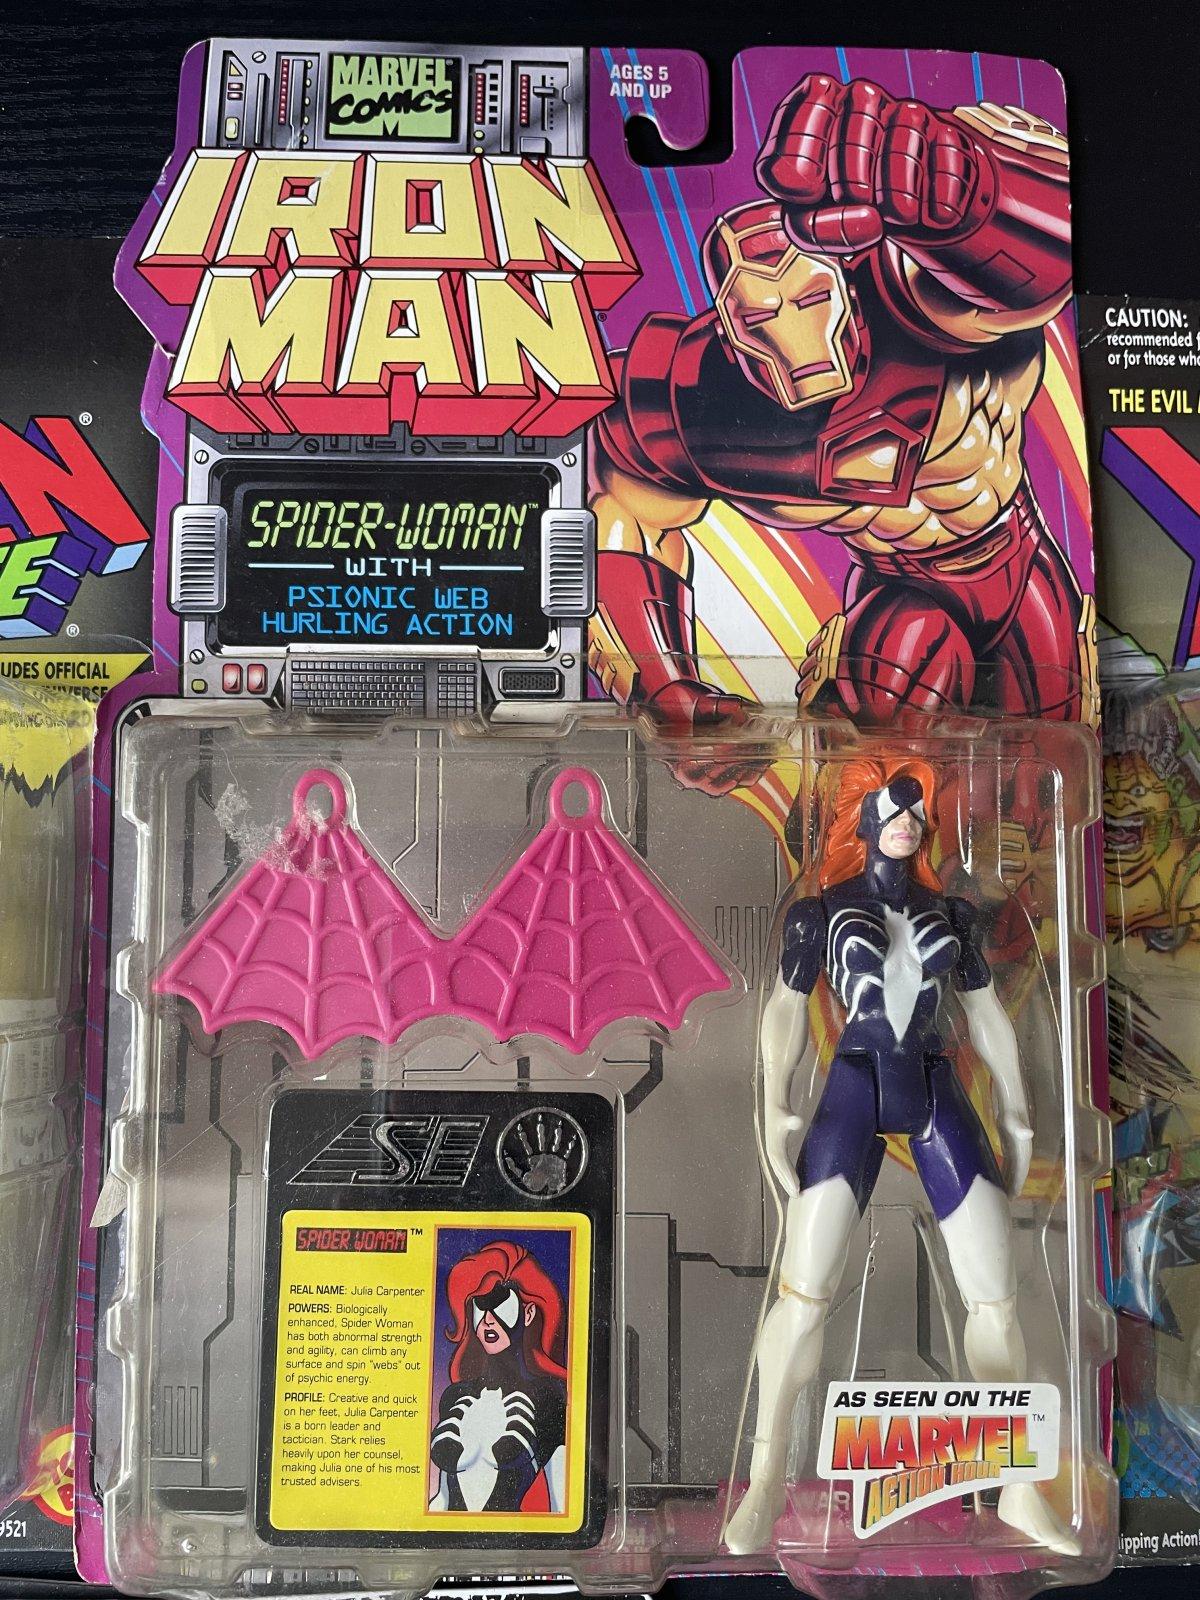 MARVEL
COMICS
M
AGES 5
AND UP
IRON
MAN®
SPIDER-WOMAN™
WITH
PSIONIC WEB
HURLING ACTION
CAUTION:
recommended
or for those
THE EVIL
®
®
UDES OFFICIAL
UNIVERSE
SE
SPIDER WOMAN™
REAL NAME: Julia Carpenter
POWERS: Biologically
enhanced, Spider Woman
has both abnormal strength
and agility, can climb any
surface and spin "webs" out
of psychic energy.
PROFILE: Creative and quick
on her feet, Julia Carpenter
is a born leader and
tactician. Stark relies
heavily upon her counsel,
making Julia one of his most
trusted advisers.
AS SEEN ON THE
MARVEL™
ACTION HOUR
9521
ipping Action!